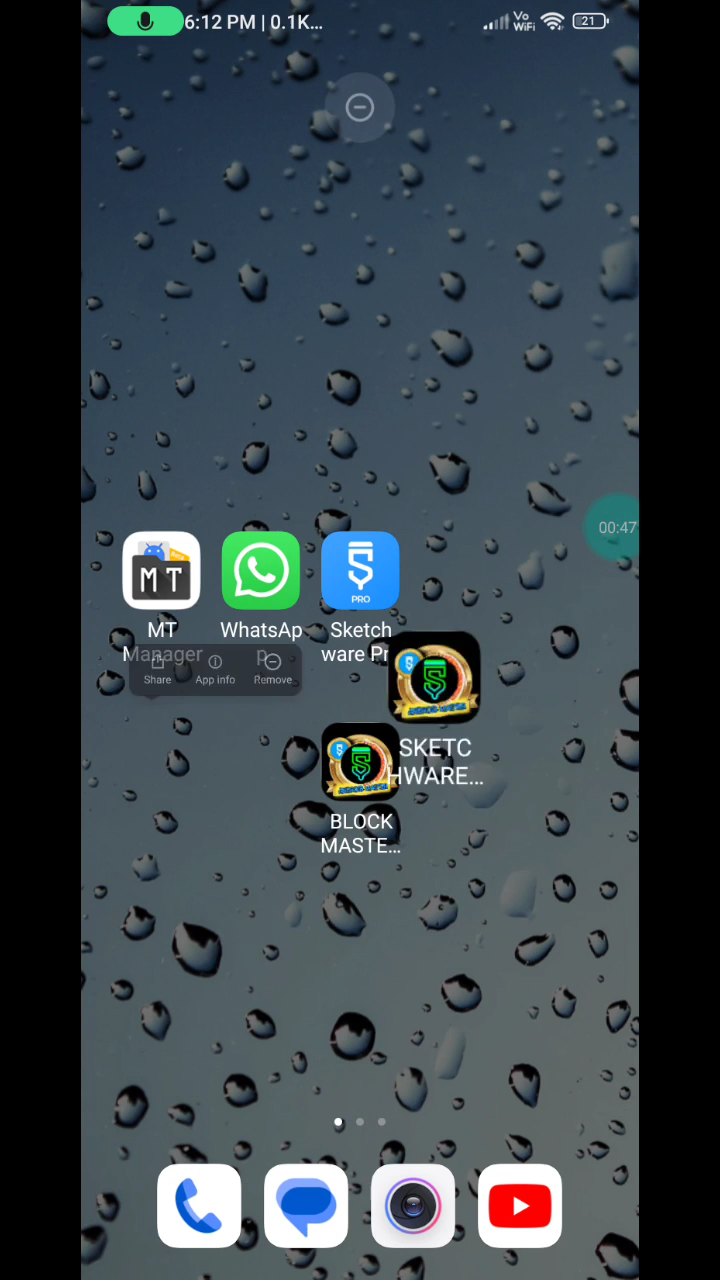 6:12 PM | 0.1K...
Vo
WiFi
21
00:47
MT
PRO
MT
Manager
WhatsAp
p
Sketch
ware Pr
Share
App info
Remove
SKETC
HWARE...
BLOCK
MASTE...